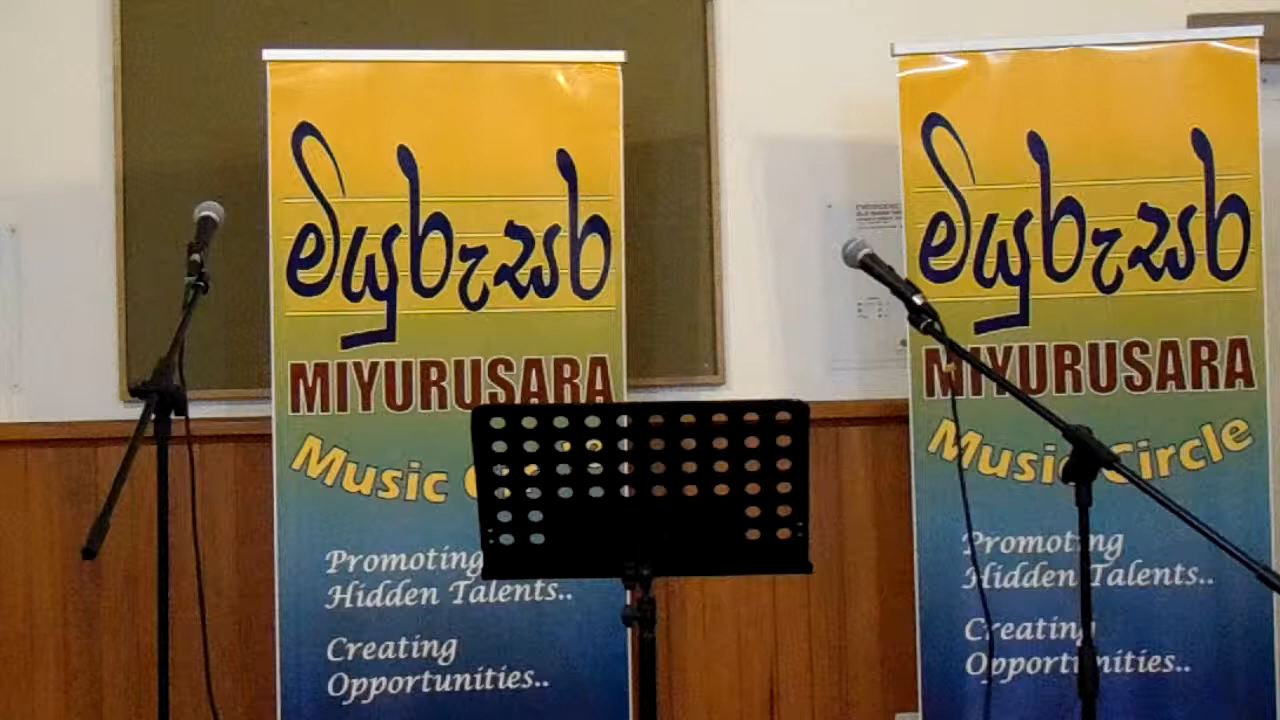 මියුරුසර
MIYURUSARA
Music C
Promoting
Hidden Talents..
Creating
Opportunities..
මියුරුසර
MIYURUSARA
Music Circle
Promoting
Hidden Talents..
Creating
Opportunities..